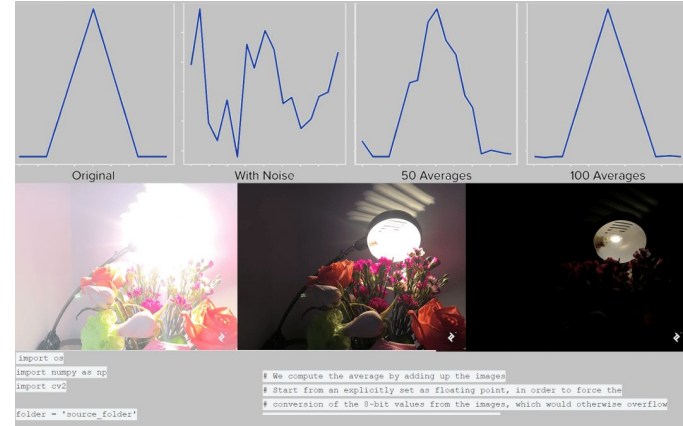 Original
With Noise
50 Averages
100 Averages
import os
import numpy as np
import cv2
folder = 'source_folder'
# We compute the average by adding up the images
# Start from an explicitly set as floating point, in order to force the
# conversion of the 8-bit values from the images, which would otherwise overflow